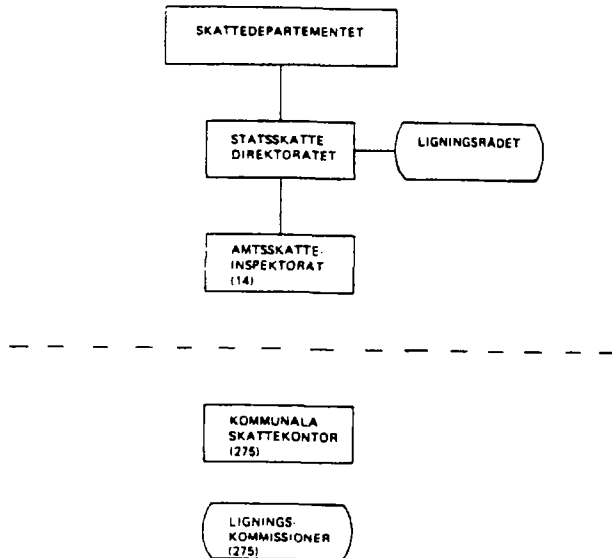 SKATTEDEPARTEMENTET
STATSSKATTE
DIREKTORATET
LIGNINGSRÅDET
AMTSSKATTE-
INSPEKTORAT
(14)
KOMMUNALA
SKATTEKONTOR
(275)
LIGNINGS-
KOMMISSIONER
(275)